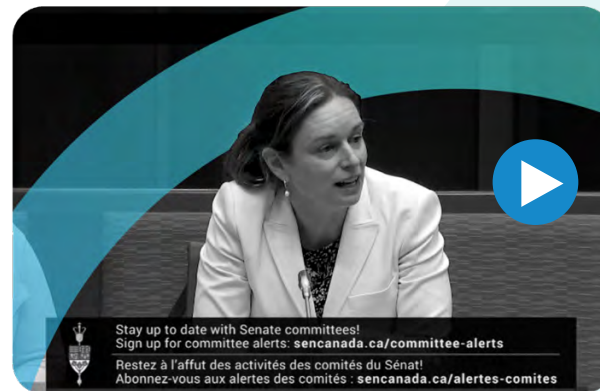 Stay up to date with Senate committees!
Sign up for committee alerts: sencanada.ca/committee-alerts
Restez à l'affut des activités des comités du Sénat!
Abonnez-vous aux alertes des comités : sencanada.ca/alertes-comites